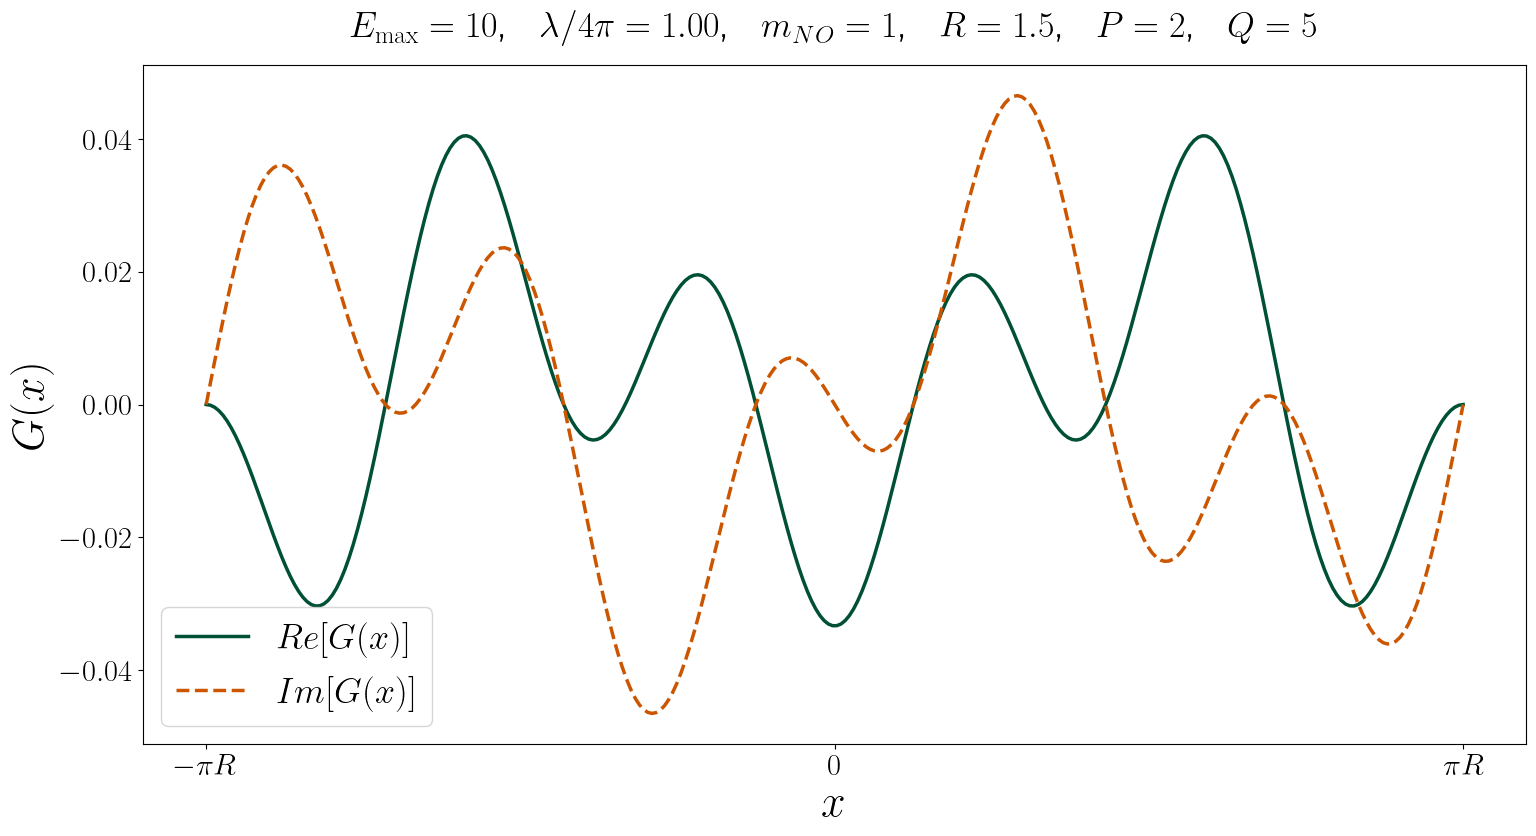 E_max = 10, λ/4π = 1.00, m_NO = 1, R = 1.5, P = 2, Q = 5
G(x)
0.04
0.02
0.00
−0.02
−0.04
Re[G(x)]
Im[G(x)]
−πR 0 πR
x